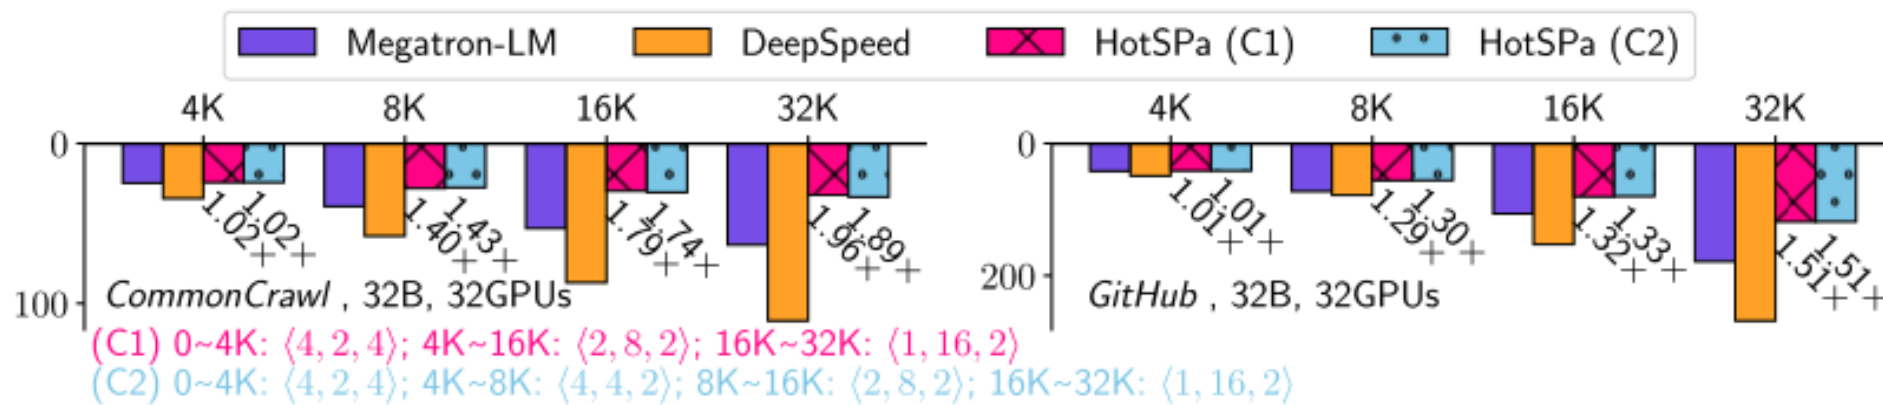 Megatron-LM DeepSpeed HotSPa (C1) HotSPa (C2)
4K 8K 16K 32K
0
1.02+ 1.02+ 1.40+ 1.43+ 1.79+ 1.74+ 1.96+ 1.89+
CommonCrawl , 32B, 32GPUs
100
4K 8K 16K 32K
0
1.01+ 1.01+ 1.29+ 1.30+ 1.32+ 1.33+ 1.51+ 1.51+
200
GitHub , 32B, 32GPUs
(C1) 0~4K: ⟨4, 2, 4⟩; 4K~16K: ⟨2, 8, 2⟩; 16K~32K: ⟨1, 16, 2⟩
(C2) 0~4K: ⟨4, 2, 4⟩; 4K~8K: ⟨4, 4, 2⟩; 8K~16K: ⟨2, 8, 2⟩; 16K~32K: ⟨1, 16, 2⟩